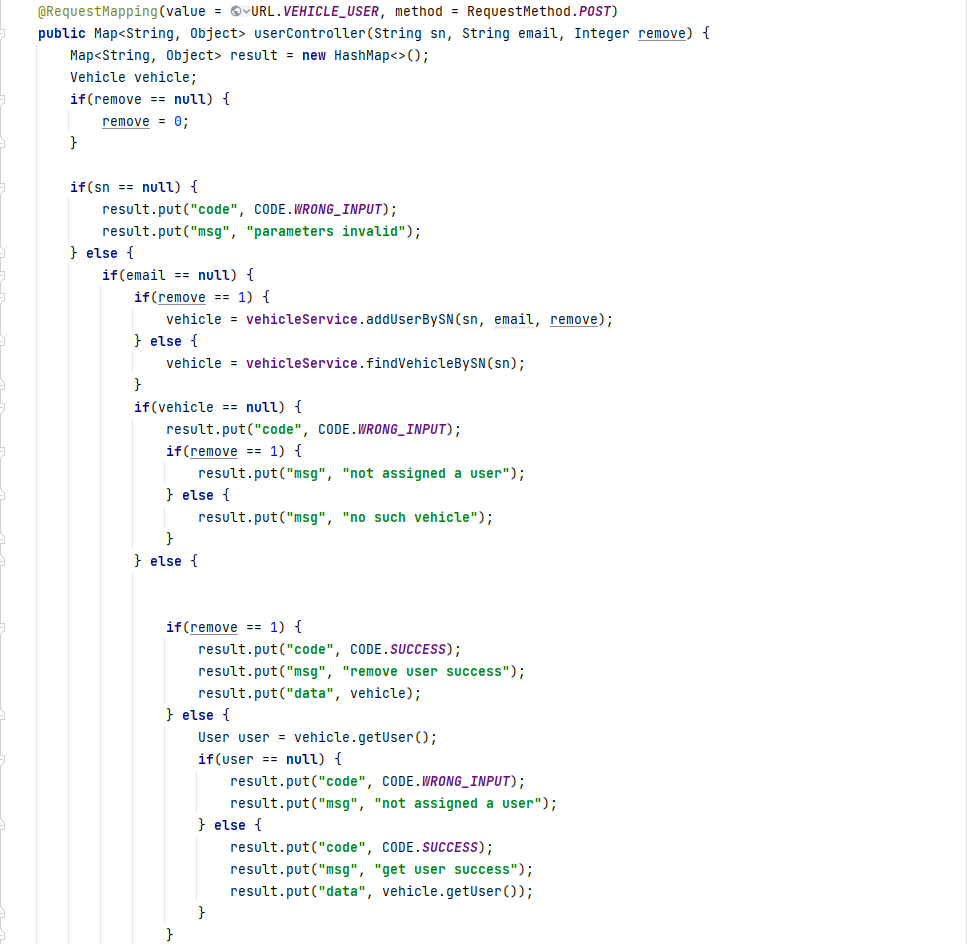 @RequestMapping(value = URL.VEHICLE_USER, method = RequestMethod.POST)
public Map<String, Object> userController(String sn, String email, Integer remove) {
    Map<String, Object> result = new HashMap<>();
    Vehicle vehicle;
    if(remove == null) {
        remove = 0;
    }

    if(sn == null) {
        result.put("code", CODE.WRONG_INPUT);
        result.put("msg", "parameters invalid");
    } else {
        if(email == null) {
            if(remove == 1) {
                vehicle = vehicleService.addUserBySN(sn, email, remove);
            } else {
                vehicle = vehicleService.findVehicleBySN(sn);
            }
            if(vehicle == null) {
                result.put("code", CODE.WRONG_INPUT);
                if(remove == 1) {
                    result.put("msg", "not assigned a user");
                } else {
                    result.put("msg", "no such vehicle");
                }
            } else {


                if(remove == 1) {
                    result.put("code", CODE.SUCCESS);
                    result.put("msg", "remove user success");
                    result.put("data", vehicle);
                } else {
                    User user = vehicle.getUser();
                    if(user == null) {
                        result.put("code", CODE.WRONG_INPUT);
                        result.put("msg", "not assigned a user");
                    } else {
                        result.put("code", CODE.SUCCESS);
                        result.put("msg", "get user success");
                        result.put("data", vehicle.getUser());
                    }
                }